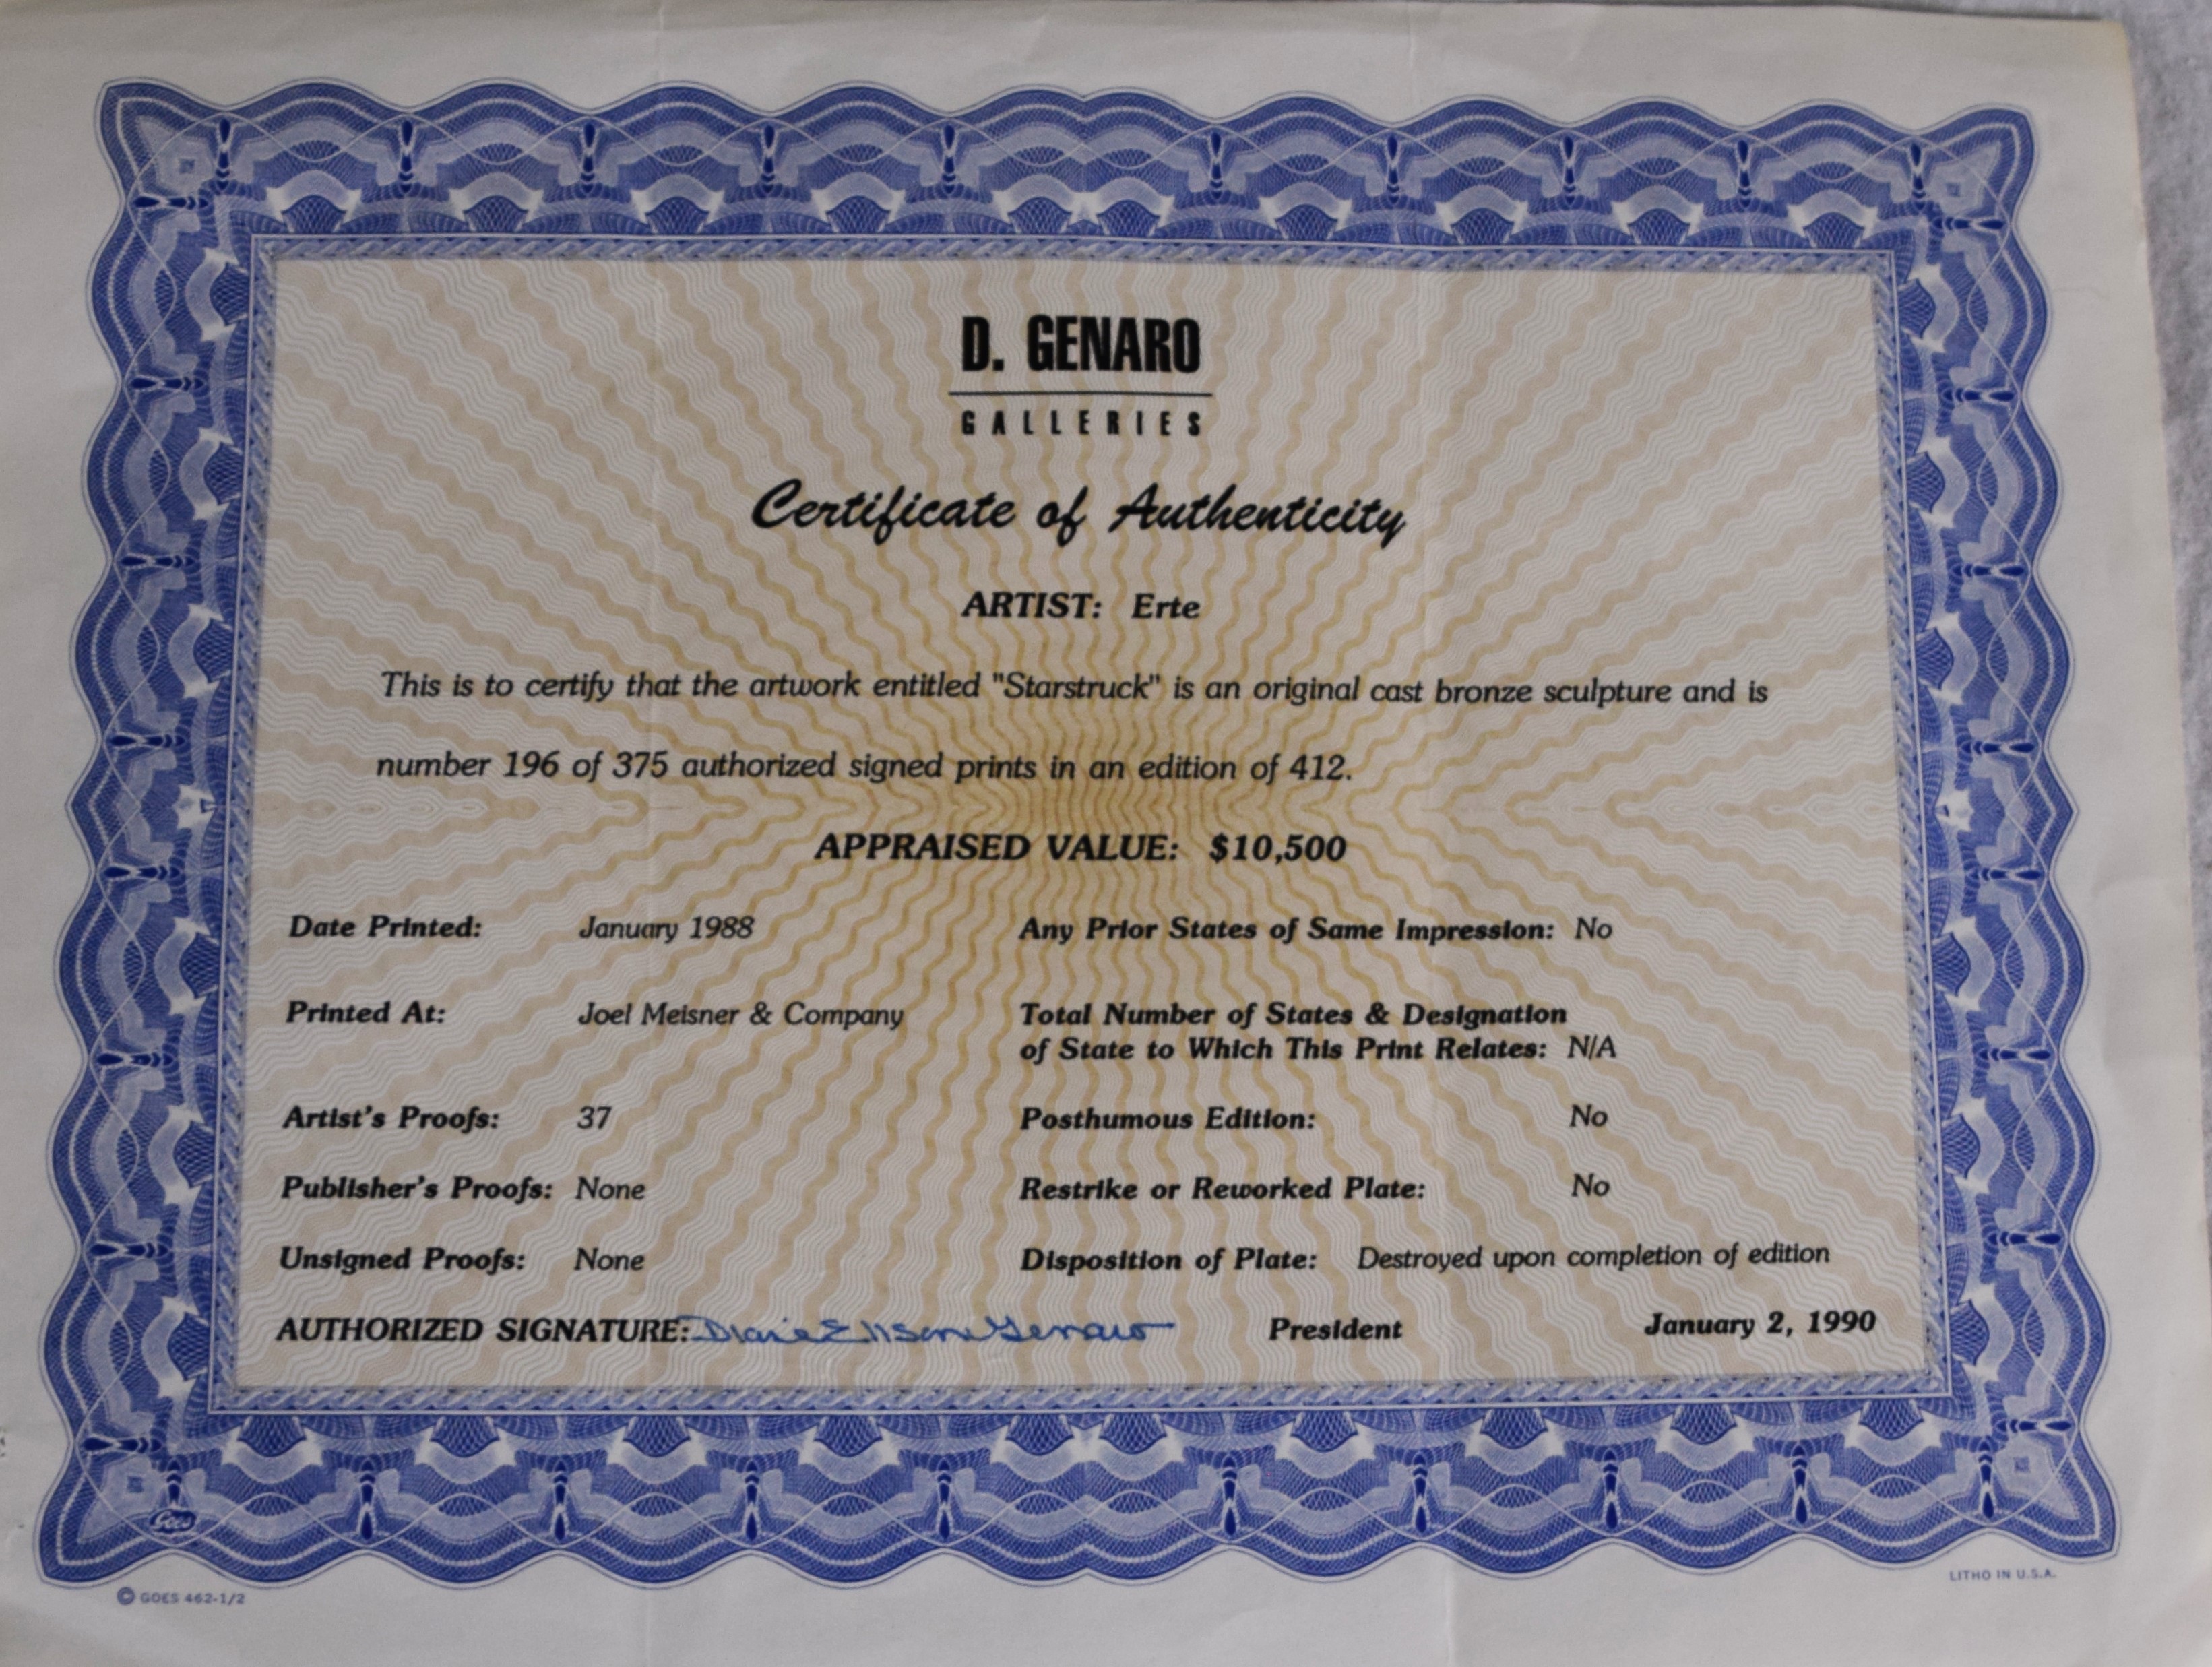 D. GENARO
GALLERIES
Certificate of Authenticity
ARTIST: Erte
This is to certify that the artwork entitled "Starstruck" is an original cast bronze sculpture and is
number 196 of 375 authorized signed prints in an edition of 412.
APPRAISED VALUE: $10,500
Date Printed: January 1988
Any Prior States of Same Impression: No
Printed At: Joel Meisner & Company
Total Number of States & Designation
of State to Which This Print Relates: N/A
Artist's Proofs: 37
Posthumous Edition: No
Publisher's Proofs: None
Restrike or Reworked Plate: No
Unsigned Proofs: None
Disposition of Plate: Destroyed upon completion of edition
AUTHORIZED SIGNATURE: Diane Ellison Genaro President January 2, 1990
Goes
© GOES 462-1/2
LITHO IN U.S.A.